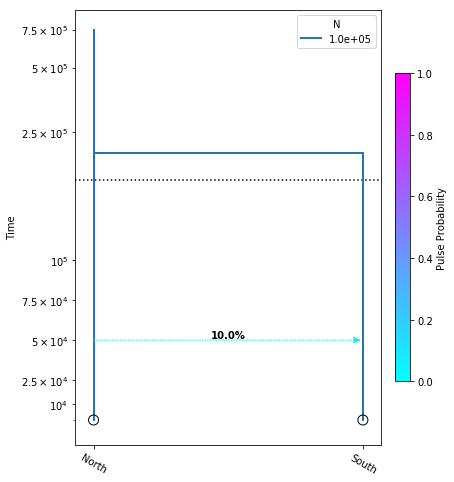 N
1.0e+05
7.5 × 10⁵
5 × 10⁵
2.5 × 10⁵
10⁵
7.5 × 10⁴
5 × 10⁴
2.5 × 10⁴
10⁴
Time
10.0%
North
South
1.0
0.8
0.6
0.4
0.2
0.0
Pulse Probability